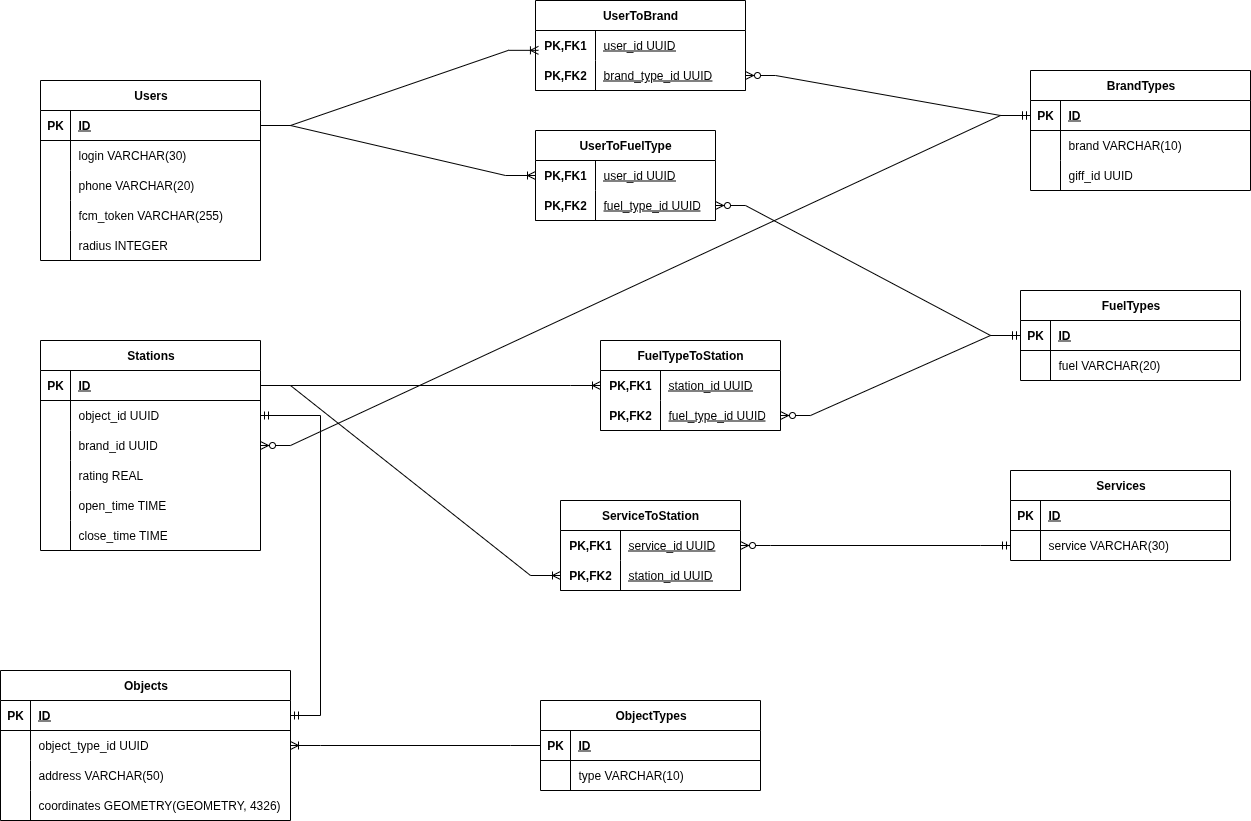 UserToBrand
PK,FK1 user_id UUID
PK,FK2 brand_type_id UUID
Users
PK ID
login VARCHAR(30)
phone VARCHAR(20)
fcm_token VARCHAR(255)
radius INTEGER
BrandTypes
PK ID
brand VARCHAR(10)
giff_id UUID
UserToFuelType
PK,FK1 user_id UUID
PK,FK2 fuel_type_id UUID
FuelTypes
PK ID
fuel VARCHAR(20)
Stations
PK ID
object_id UUID
brand_id UUID
rating REAL
open_time TIME
close_time TIME
FuelTypeToStation
PK,FK1 station_id UUID
PK,FK2 fuel_type_id UUID
Services
PK ID
service VARCHAR(30)
ServiceToStation
PK,FK1 service_id UUID
PK,FK2 station_id UUID
Objects
PK ID
object_type_id UUID
address VARCHAR(50)
coordinates GEOMETRY(GEOMETRY, 4326)
ObjectTypes
PK ID
type VARCHAR(10)